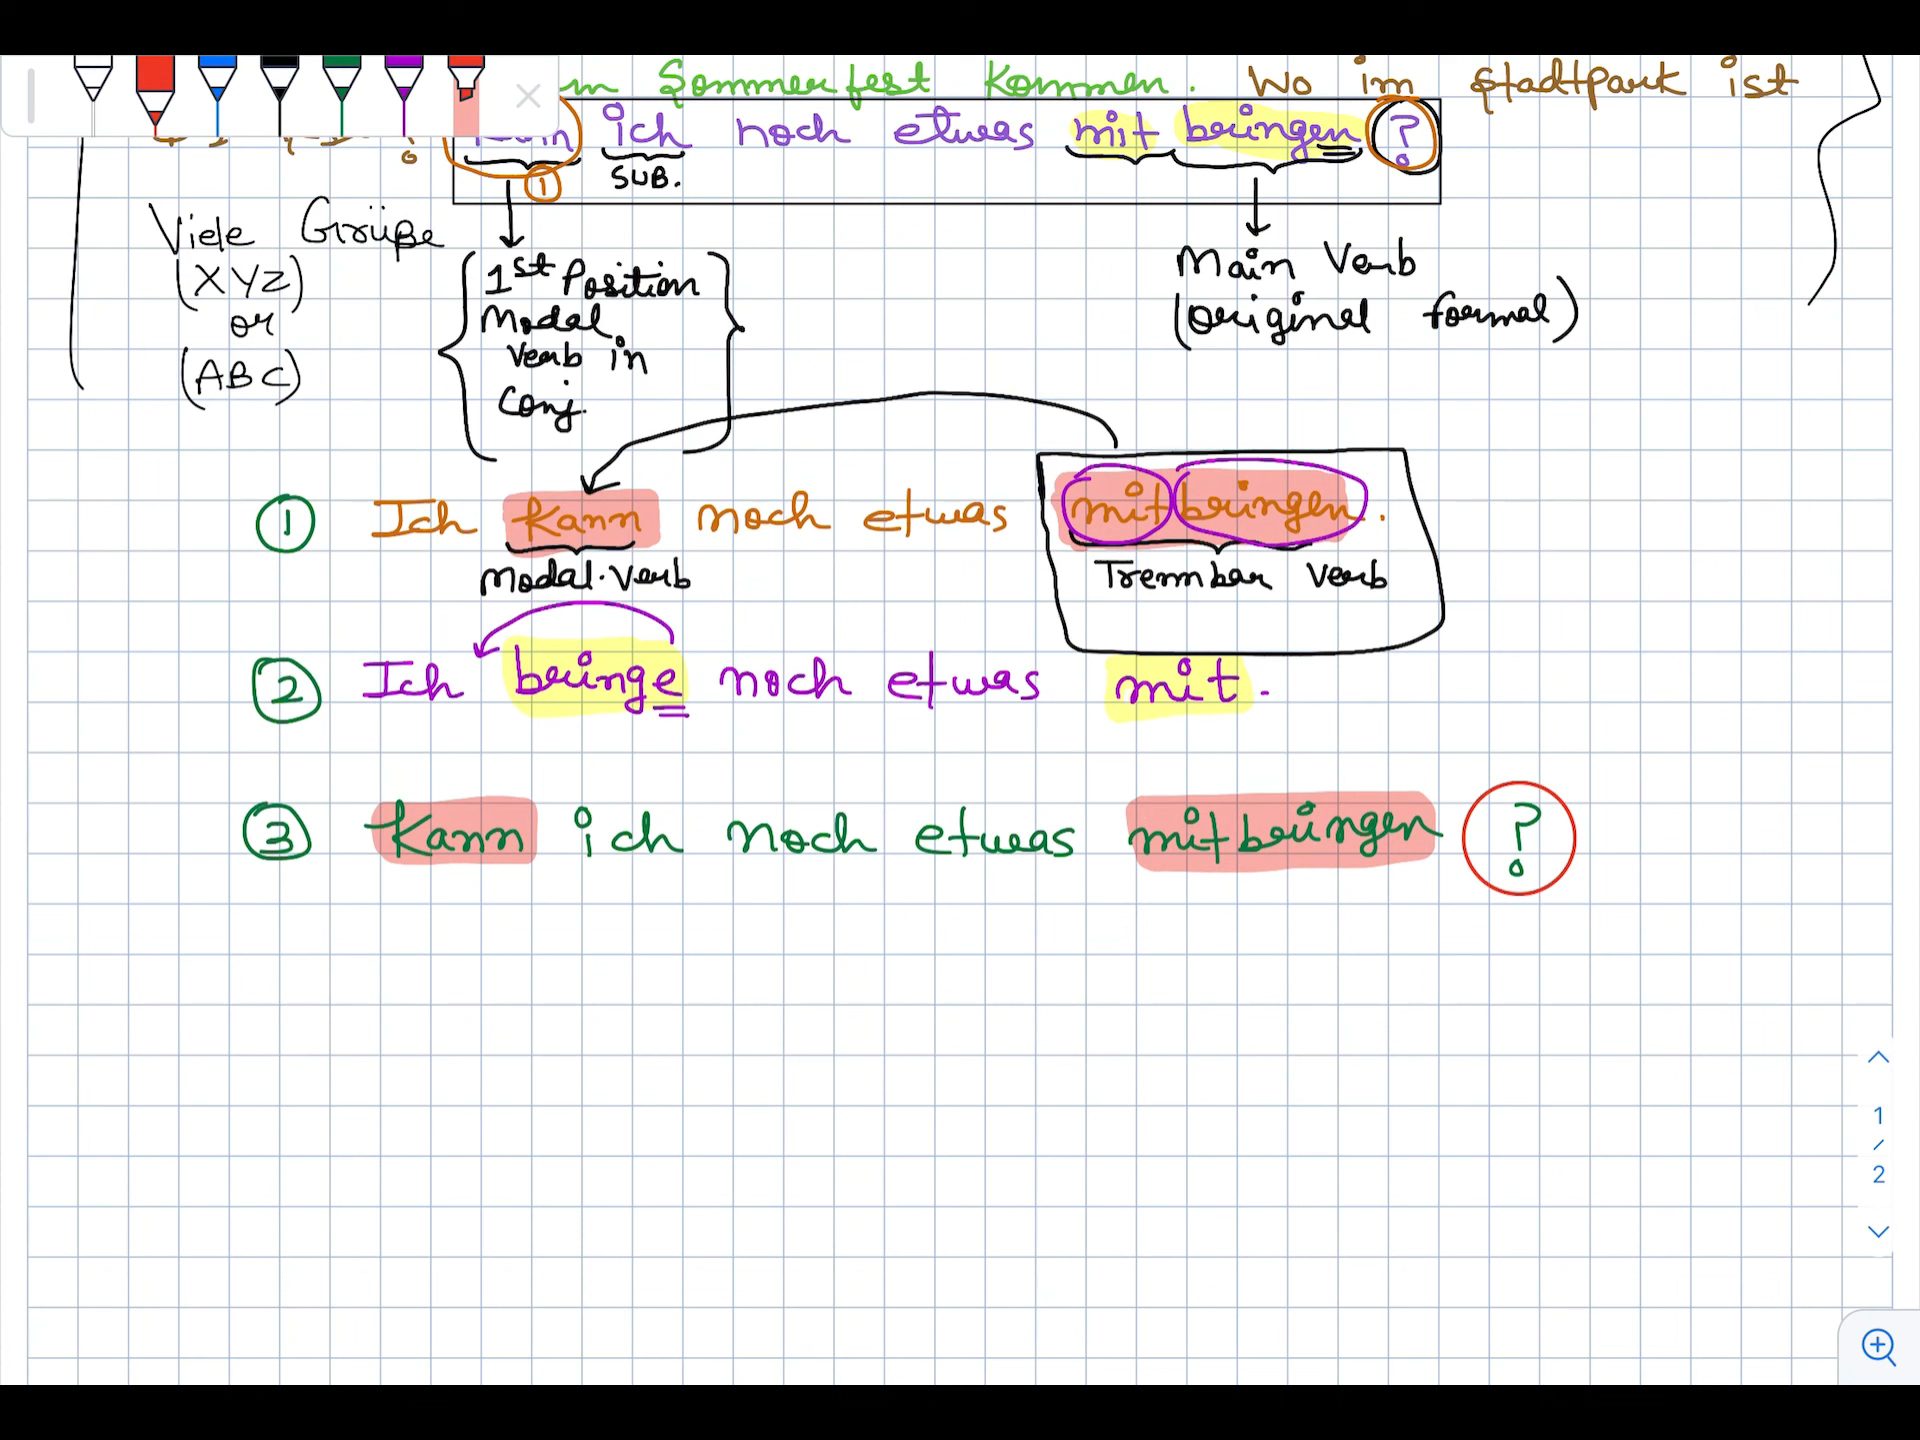 m Sommerfest kommen. Wo im Stadtpark ist
ich noch etwas mit bringen ?
SUB.
1
Viele Grüße
(XYZ)
or
(ABC)
1st Position
Modal
Verb in
Conj.
Main Verb
(original formal)
① Ich kann noch etwas mitbringen.
Modal. Verb
Trennbar Verb
② Ich bringe noch etwas mit.
③ Kann ich noch etwas mitbringen ?
1
/
2